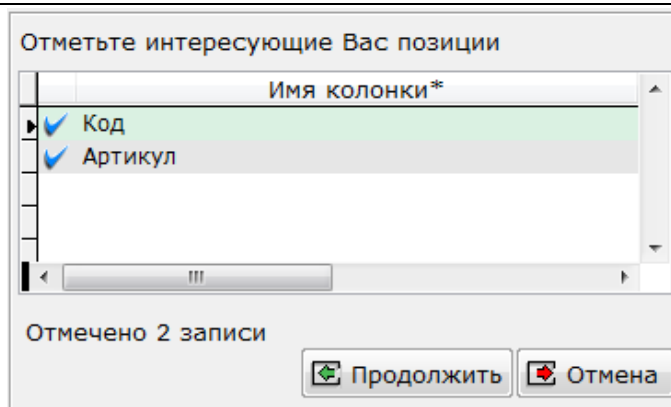 Отметьте интересующие Вас позиции
Имя колонки*
Код
Артикул
Отмечено 2 записи
Продолжить Отмена